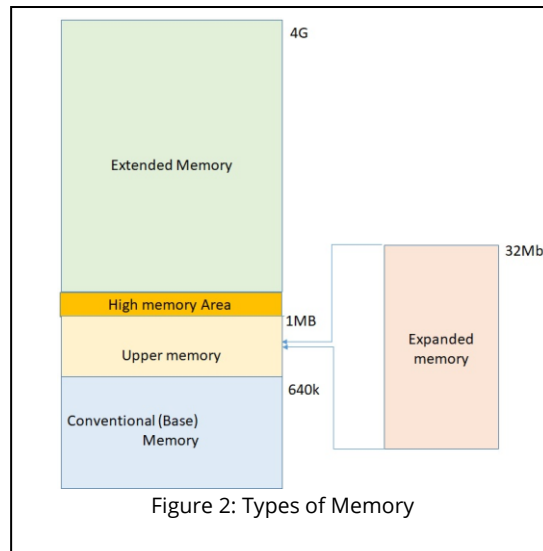 4G
Extended Memory
32Mb
High memory Area
1MB
Upper memory
Expanded
memory
640k
Conventional (Base)
Memory
Figure 2: Types of Memory